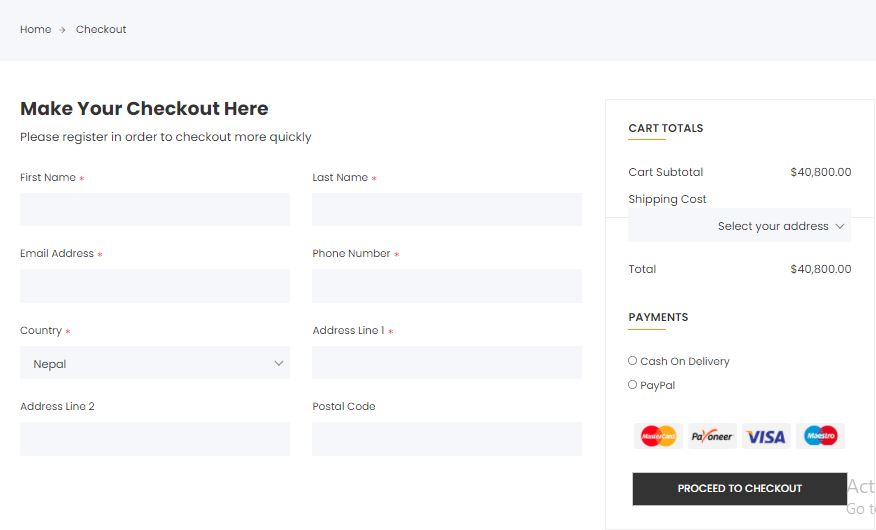 Home → Checkout
Make Your Checkout Here
Please register in order to checkout more quickly
First Name *
Last Name *
Email Address *
Phone Number *
Country *
Address Line 1 *
Nepal
Address Line 2
Postal Code
CART TOTALS
Cart Subtotal $40,800.00
Shipping Cost
Select your address
Total $40,800.00
PAYMENTS
Cash On Delivery
PayPal
MasterCard Payoneer VISA Maestro
PROCEED TO CHECKOUT
Act
Go to